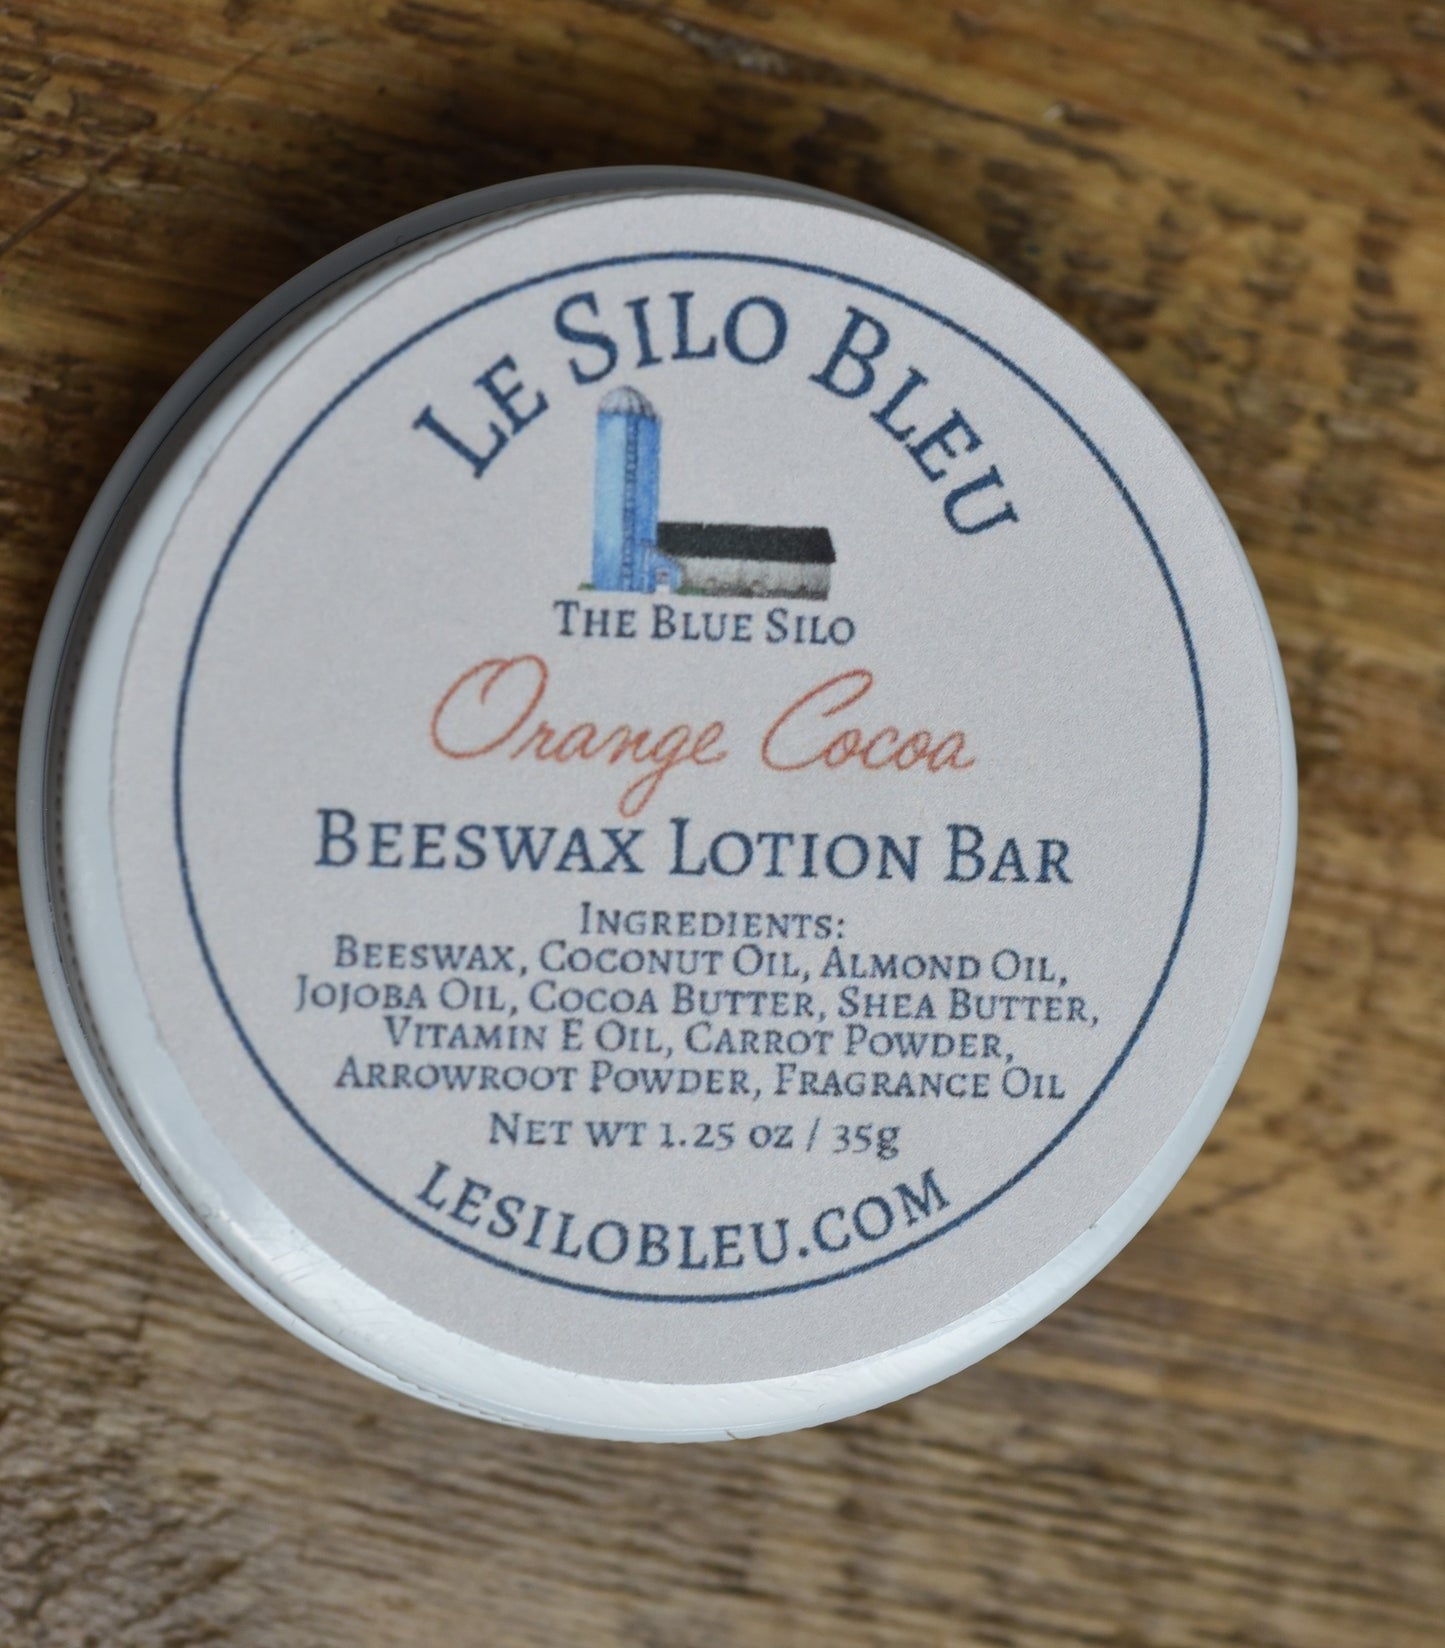 Le Silo Bleu
The Blue Silo
Orange Cocoa
Beeswax Lotion Bar
Ingredients:
Beeswax, Coconut Oil, Almond Oil,
Jojoba Oil, Cocoa Butter, Shea Butter,
Vitamin E Oil, Carrot Powder,
Arrowroot Powder, Fragrance Oil
Net wt 1.25 oz / 35g
lesilobleu.com